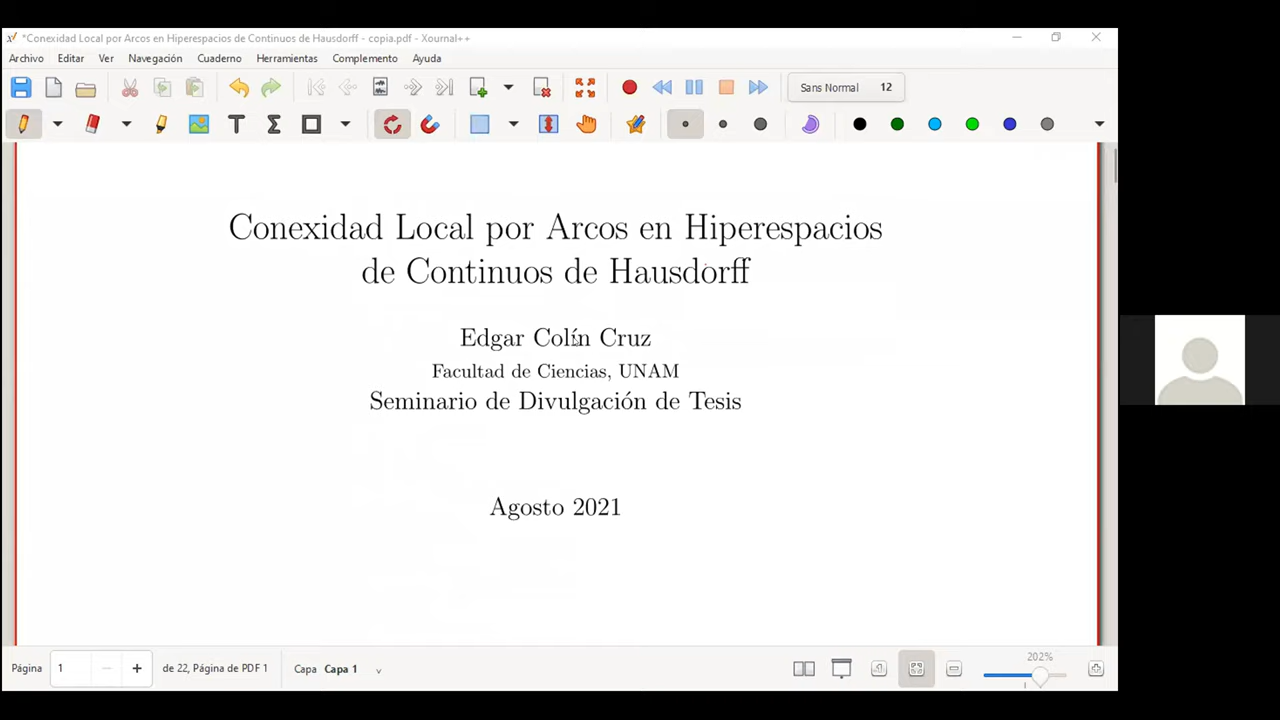 *Conexidad Local por Arcos en Hiperespacios de Continuos de Hausdorff - copia.pdf - Xournal++
Archivo Editar Ver Navegación Cuaderno Herramientas Complemento Ayuda
Sans Normal 12
Conexidad Local por Arcos en Hiperespacios
de Continuos de Hausdorff
Edgar Colín Cruz
Facultad de Ciencias, UNAM
Seminario de Divulgación de Tesis
Agosto 2021
Página 1 de 22, Página de PDF 1 Capa Capa 1 202%